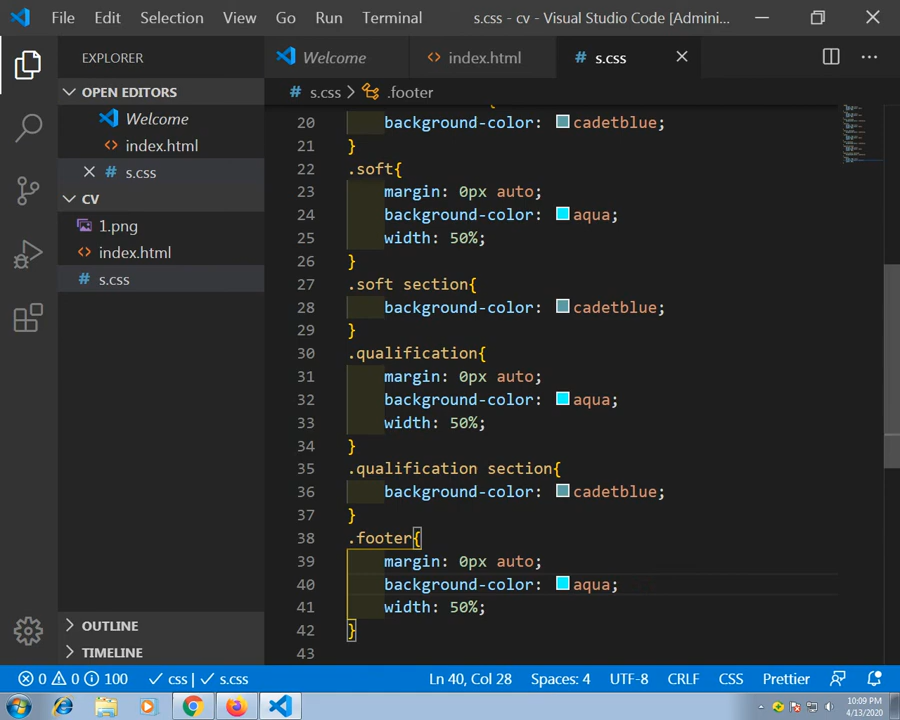 File Edit Selection View Go Run Terminal s.css - cv - Visual Studio Code [Admini...
EXPLORER
OPEN EDITORS
Welcome
index.html
s.css
CV
1.png
index.html
s.css
OUTLINE
TIMELINE
Welcome index.html # s.css
# s.css > .footer
20 background-color: cadetblue;
21 }
22 .soft{
23 margin: 0px auto;
24 background-color: aqua;
25 width: 50%;
26 }
27 .soft section{
28 background-color: cadetblue;
29 }
30 .qualification{
31 margin: 0px auto;
32 background-color: aqua;
33 width: 50%;
34 }
35 .qualification section{
36 background-color: cadetblue;
37 }
38 .footer{
39 margin: 0px auto;
40 background-color: aqua;
41 width: 50%;
42 }
43
0 0 100 css | s.css Ln 40, Col 28 Spaces: 4 UTF-8 CRLF CSS Prettier
10:09 PM
4/13/2020